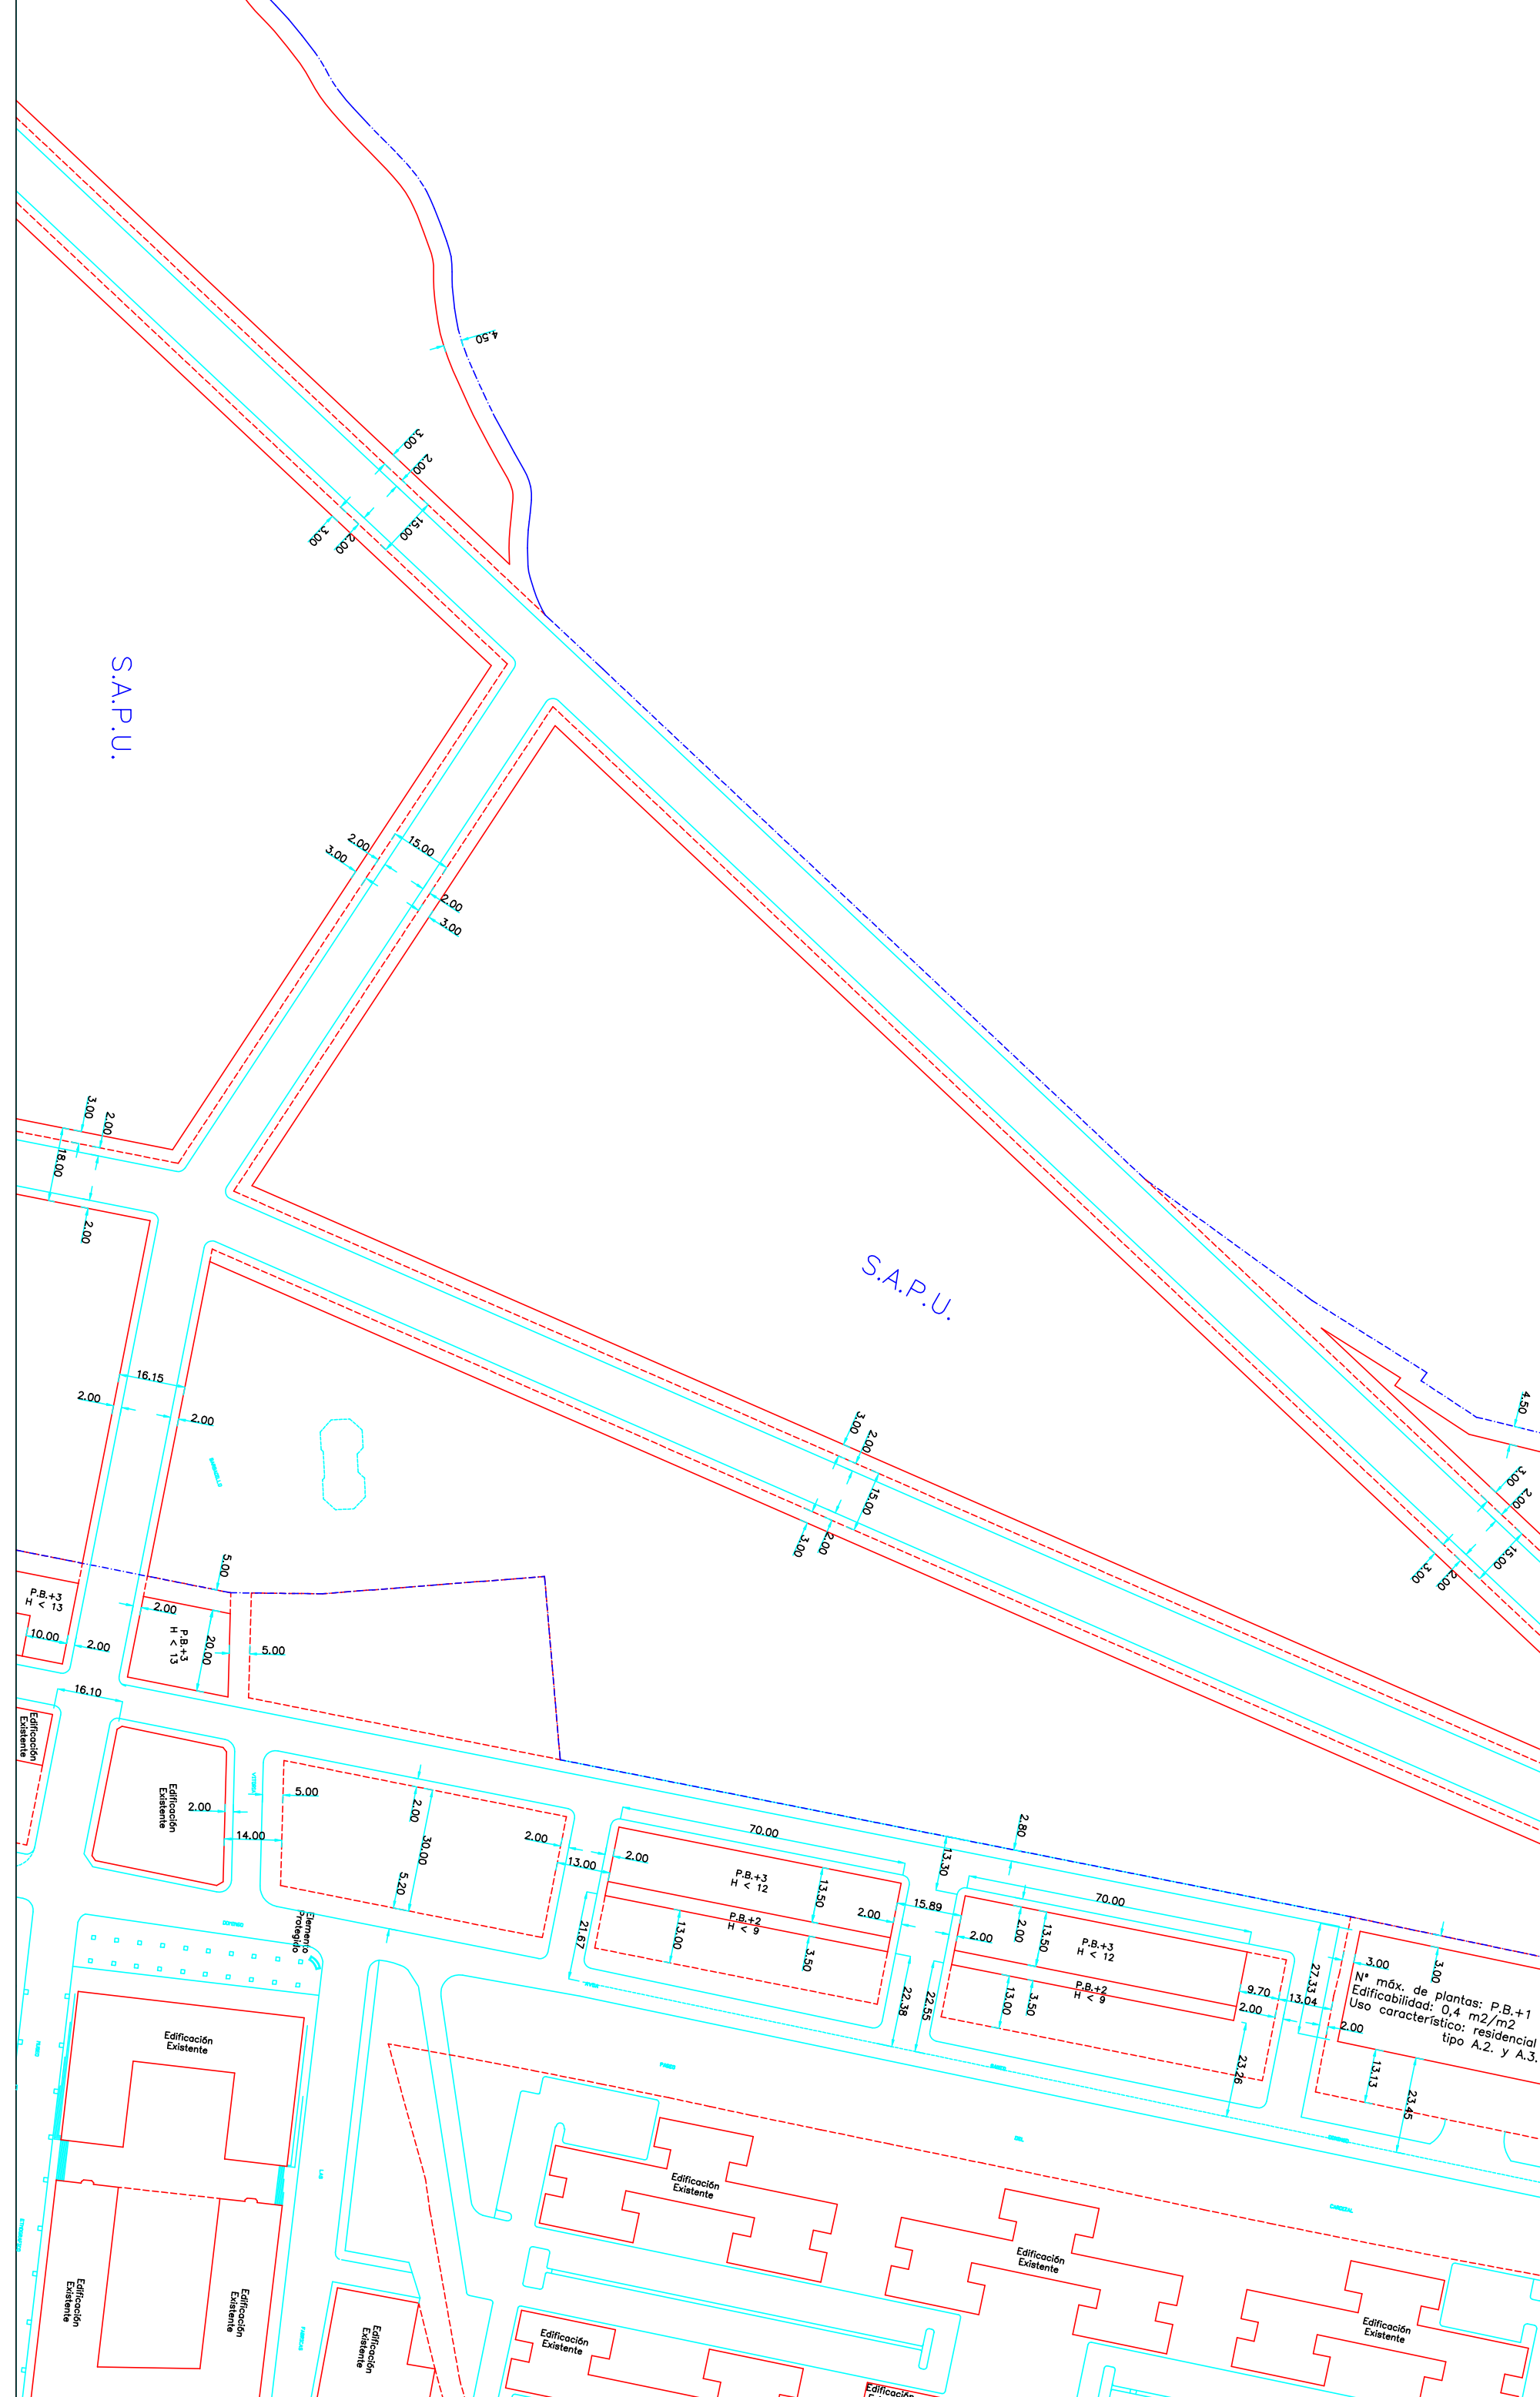 4.50
3.00
2.00
15.00
3.00
2.00
S.A.P.U.
2.00
3.00
15.00
2.00
3.00
3.00
2.00
18.00
2.00
S.A.P.U.
16.15
2.00
2.00
4.50
3.00
2.00
15.00
3.00
2.00
3.00
2.00
15.00
3.00
2.00
5.00
P.B.+3
H < 13
10.00
2.00
2.00
P.B.+3
H < 13
20.00
5.00
16.10
Edificación
Existente
Edificación
Existente
2.00
14.00
5.00
2.00
30.00
5.20
2.00
13.00
2.00
70.00
P.B.+3
H < 12
13.50
P.B.+2
H < 9
2.00
13.00
3.50
21.67
15.89
13.30
2.80
22.38
22.55
2.00
70.00
2.00
13.50
P.B.+3
H < 12
P.B.+2
H < 9
13.00
3.50
9.70
2.00
13.04
27.33
23.26
3.00
3.00
2.00
N° máx. de plantas: P.B.+1
Edificabilidad: 0,4 m2/m2
Uso característico: residencial
tipo A.2. y A.3.
13.13
23.45
Elemento
Protegido
Edificación
Existente
Edificación
Existente
Edificación
Existente
Edificación
Existente
Edificación
Existente
Edificación
Existente
Edificación
Existente
Edificación
Existente
Edificación